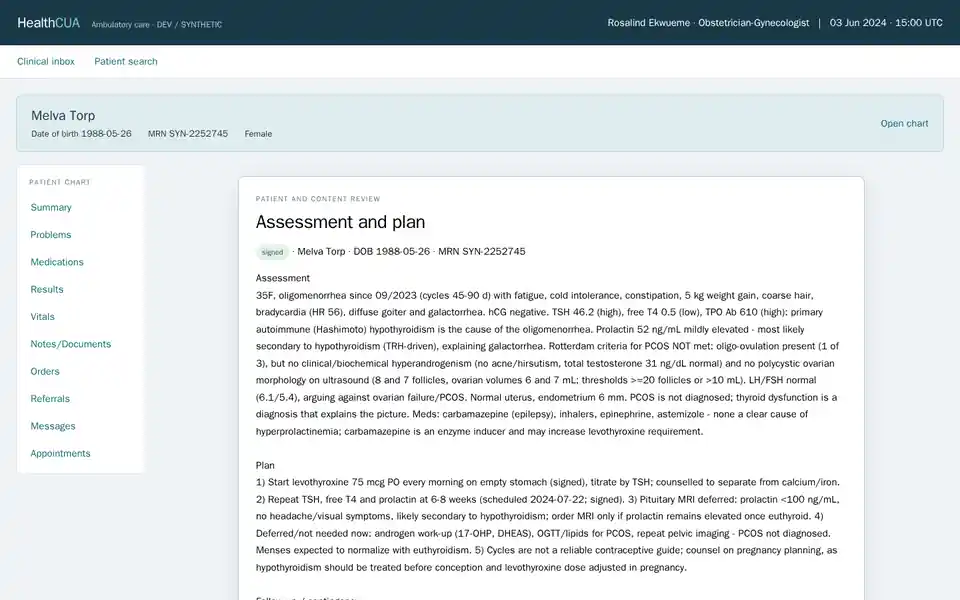 HealthCUA Ambulatory care · DEV / SYNTHETIC
Rosalind Ekwueme · Obstetrician-Gynecologist | 03 Jun 2024 · 15:00 UTC
Clinical inbox Patient search
Melva Torp
Date of birth 1988-05-26 MRN SYN-2252745 Female
Open chart
PATIENT CHART
Summary
Problems
Medications
Results
Vitals
Notes/Documents
Orders
Referrals
Messages
Appointments
PATIENT AND CONTENT REVIEW
Assessment and plan
signed · Melva Torp · DOB 1988-05-26 · MRN SYN-2252745
Assessment
35F, oligomenorrhea since 09/2023 (cycles 45-90 d) with fatigue, cold intolerance, constipation, 5 kg weight gain, coarse hair,
bradycardia (HR 56), diffuse goiter and galactorrhea. hCG negative. TSH 46.2 (high), free T4 0.5 (low), TPO Ab 610 (high): primary
autoimmune (Hashimoto) hypothyroidism is the cause of the oligomenorrhea. Prolactin 52 ng/mL mildly elevated - most likely
secondary to hypothyroidism (TRH-driven), explaining galactorrhea. Rotterdam criteria for PCOS NOT met: oligo-ovulation present (1 of
3), but no clinical/biochemical hyperandrogenism (no acne/hirsutism, total testosterone 31 ng/dL normal) and no polycystic ovarian
morphology on ultrasound (8 and 7 follicles, ovarian volumes 6 and 7 mL; thresholds >=20 follicles or >10 mL). LH/FSH normal
(6.1/5.4), arguing against ovarian failure/PCOS. Normal uterus, endometrium 6 mm. PCOS is not diagnosed; thyroid dysfunction is a
diagnosis that explains the picture. Meds: carbamazepine (epilepsy), inhalers, epinephrine, astemizole - none a clear cause of
hyperprolactinemia; carbamazepine is an enzyme inducer and may increase levothyroxine requirement.
Plan
1) Start levothyroxine 75 mcg PO every morning on empty stomach (signed), titrate by TSH; counselled to separate from calcium/iron.
2) Repeat TSH, free T4 and prolactin at 6-8 weeks (scheduled 2024-07-22; signed). 3) Pituitary MRI deferred: prolactin <100 ng/mL,
no headache/visual symptoms, likely secondary to hypothyroidism; order MRI only if prolactin remains elevated once euthyroid. 4)
Deferred/not needed now: androgen work-up (17-OHP, DHEAS), OGTT/lipids for PCOS, repeat pelvic imaging - PCOS not diagnosed.
Menses expected to normalize with euthyroidism. 5) Cycles are not a reliable contraceptive guide; counsel on pregnancy planning, as
hypothyroidism should be treated before conception and levothyroxine dose adjusted in pregnancy.